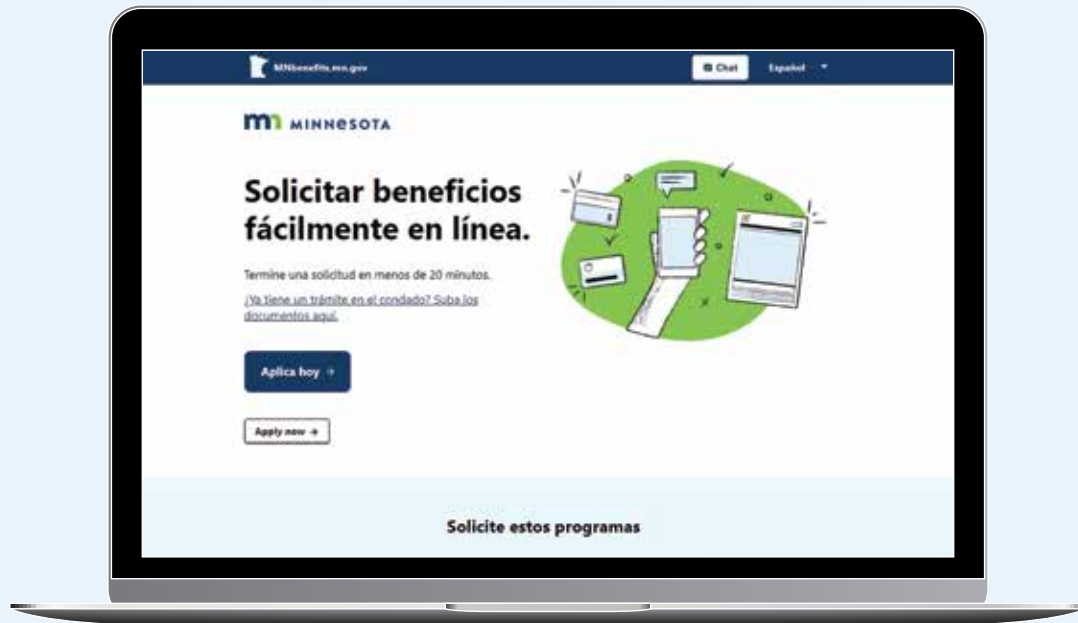 MNbenefits.mn.gov
Chat
Español
mn MINNESOTA
Solicitar beneficios
fácilmente en línea.
Termine una solicitud en menos de 20 minutos.
¿Ya tiene un trámite en el condado? Suba los
documentos aquí.
Aplica hoy →
Apply now →
Solicite estos programas